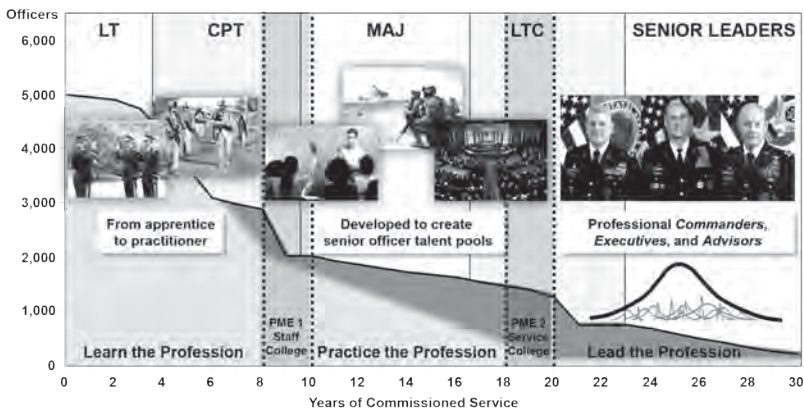 Officers
6,000
5,000
4,000
3,000
2,000
1,000
0
LT
CPT
MAJ
LTC
SENIOR LEADERS
From apprentice
to practitioner
Developed to create
senior officer talent pools
Professional Commanders,
Executives, and Advisors
PME 1
Staff
College
PME 2
Service
College
Learn the Profession
Practice the Profession
Lead the Profession
0 2 4 6 8 10 12 14 16 18 20 22 24 26 28 30
Years of Commissioned Service